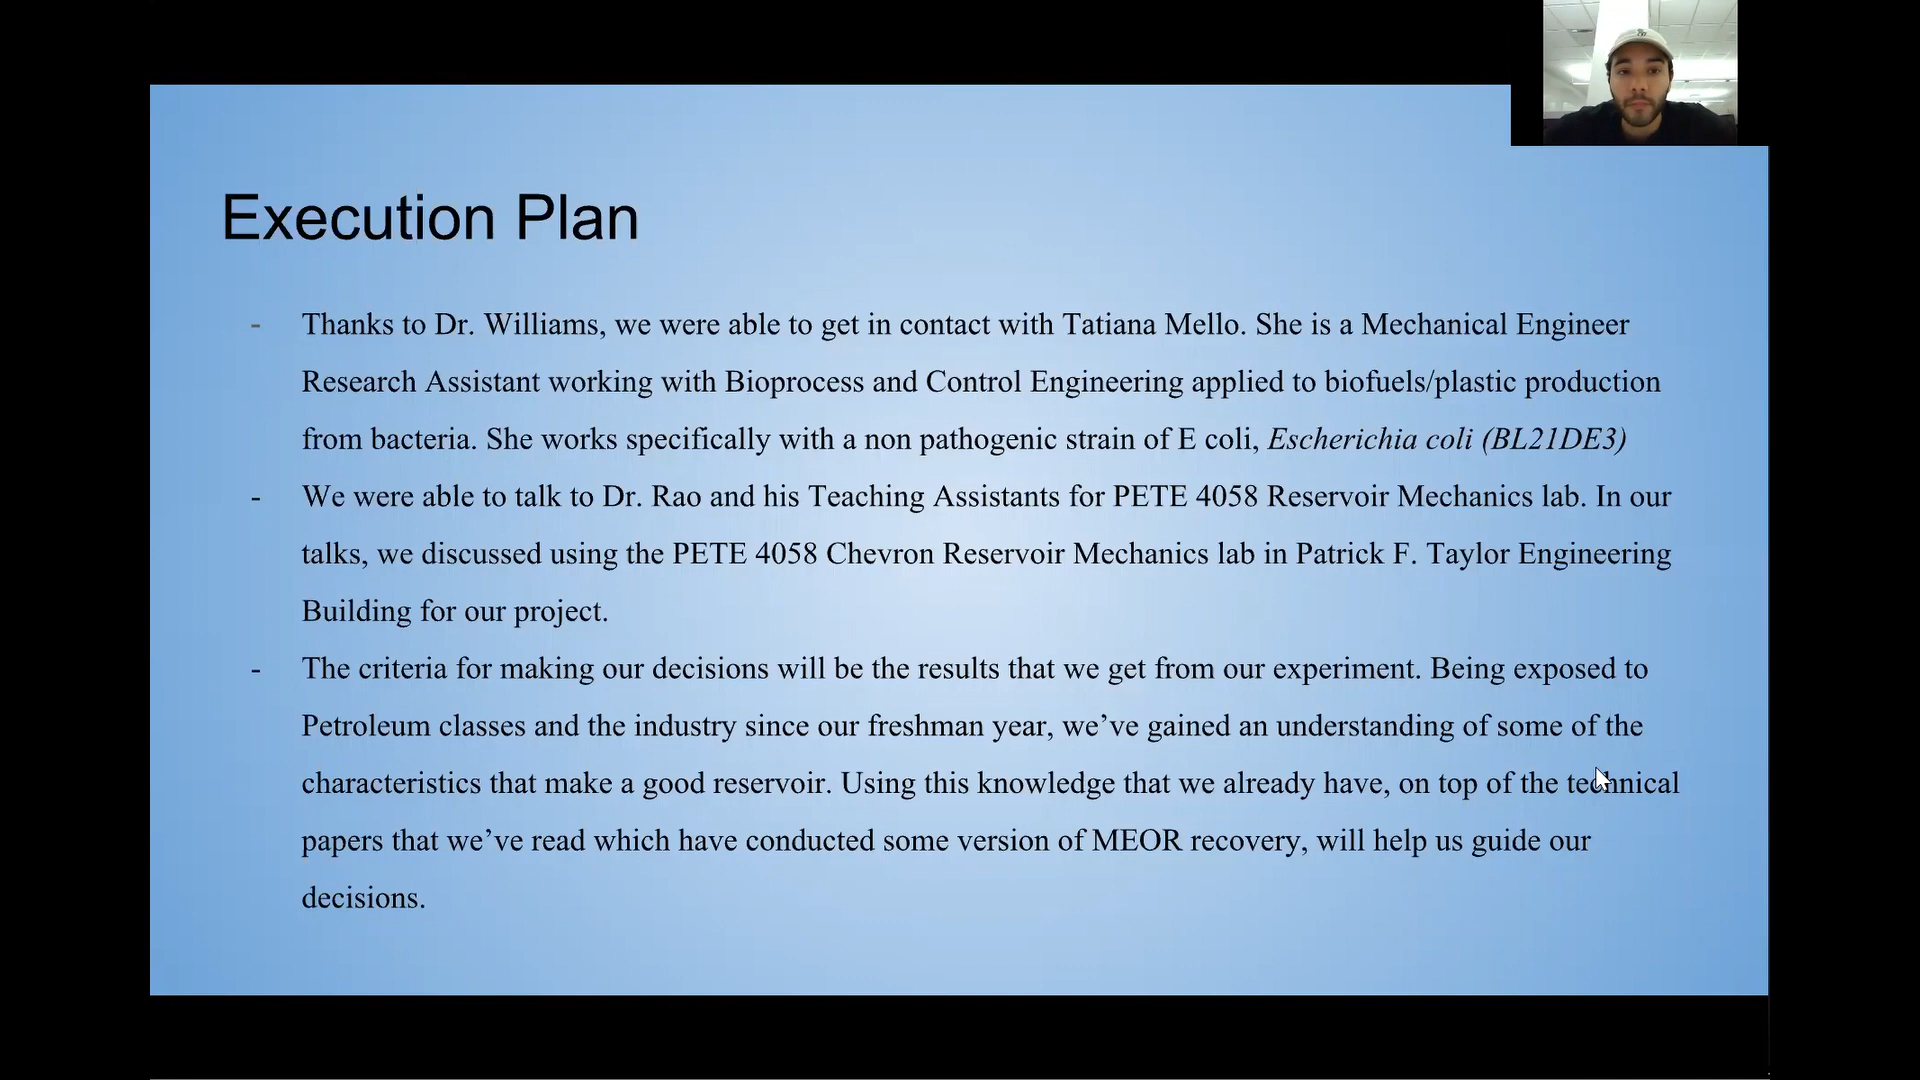 Execution Plan
- Thanks to Dr. Williams, we were able to get in contact with Tatiana Mello. She is a Mechanical Engineer
Research Assistant working with Bioprocess and Control Engineering applied to biofuels/plastic production
from bacteria. She works specifically with a non pathogenic strain of E coli, Escherichia coli (BL21DE3)
- We were able to talk to Dr. Rao and his Teaching Assistants for PETE 4058 Reservoir Mechanics lab. In our
talks, we discussed using the PETE 4058 Chevron Reservoir Mechanics lab in Patrick F. Taylor Engineering
Building for our project.
- The criteria for making our decisions will be the results that we get from our experiment. Being exposed to
Petroleum classes and the industry since our freshman year, we’ve gained an understanding of some of the
characteristics that make a good reservoir. Using this knowledge that we already have, on top of the technical
papers that we’ve read which have conducted some version of MEOR recovery, will help us guide our
decisions.